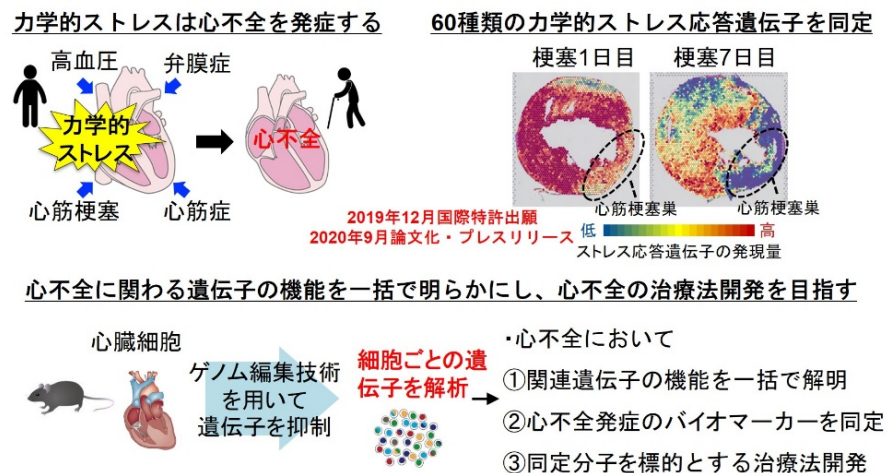 力学的ストレスは心不全を発症する
高血圧
弁膜症
力学的
ストレス
心筋梗塞
心筋症
心不全
60種類の力学的ストレス応答遺伝子を同定
梗塞1日目
梗塞7日目
心筋梗塞巣
心筋梗塞巣
2019年12月国際特許出願
2020年9月論文化・プレスリリース
低
高
ストレス応答遺伝子の発現量
心不全に関わる遺伝子の機能を一括で明らかにし、心不全の治療法開発を目指す
心臓細胞
ゲノム編集技術
を用いて
遺伝子を抑制
細胞ごとの遺
伝子を解析
・心不全において
①関連遺伝子の機能を一括で解明
②心不全発症のバイオマーカーを同定
③同定分子を標的とする治療法開発